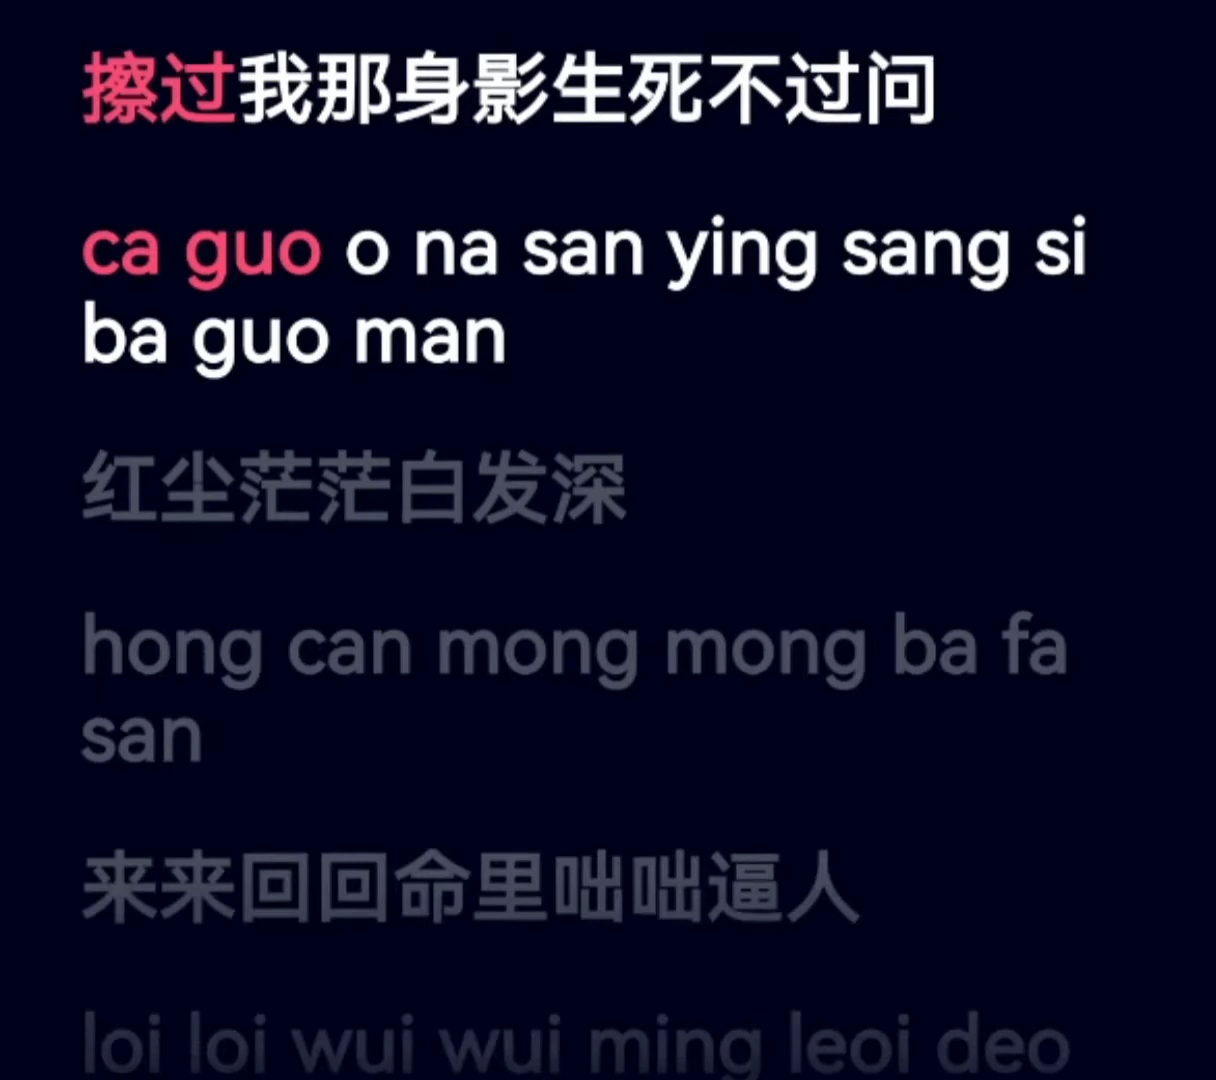 擦过我那身影生死不过问
ca guo o na san ying sang si
ba guo man
红尘茫茫白发深
hong can mong mong ba fa
san
来来回回命里咄咄逼人
loi loi wui wui ming leoi deo